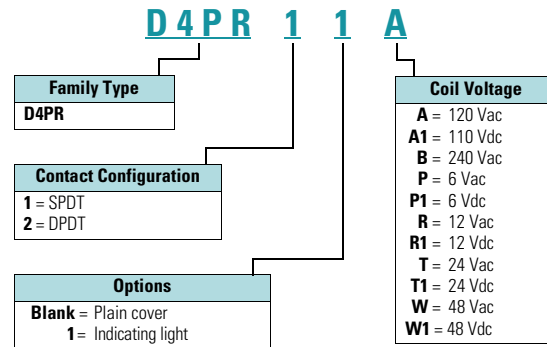 D4PR 1 1 A
Family Type
D4PR
Contact Configuration
1 = SPDT
2 = DPDT
Options
Blank = Plain cover
1 = Indicating light
Coil Voltage
A = 120 Vac
A1 = 110 Vdc
B = 240 Vac
P = 6 Vac
P1 = 6 Vdc
R = 12 Vac
R1 = 12 Vdc
T = 24 Vac
T1 = 24 Vdc
W = 48 Vac
W1 = 48 Vdc